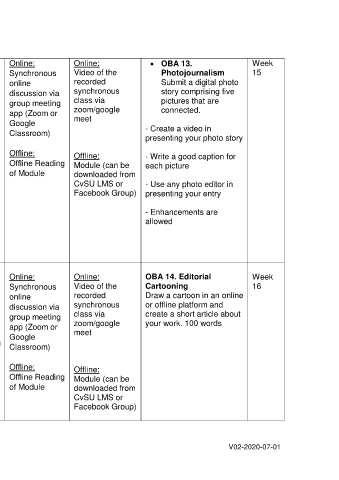 Online:
Synchronous
online
discussion via
group meeting
app (Zoom or
Google
Classroom)
Offline:
Offline Reading
of Module
Online:
Video of the
recorded
synchronous
class via
zoom/google
meet
Offline:
Module (can be
downloaded from
CvSU LMS or
Facebook Group)
• OBA 13.
Photojournalism
Submit a digital photo
story comprising five
pictures that are
connected.
- Create a video in
presenting your photo story
- Write a good caption for
each picture
- Use any photo editor in
presenting your entry
- Enhancements are
allowed
Week
15
Online:
Synchronous
online
discussion via
group meeting
app (Zoom or
Google
Classroom)
Offline:
Offline Reading
of Module
Online:
Video of the
recorded
synchronous
class via
zoom/google
meet
Offline:
Module (can be
downloaded from
CvSU LMS or
Facebook Group)
OBA 14. Editorial
Cartooning
Draw a cartoon in an online
or offline platform and
create a short article about
your work. 100 words
Week
16
V02-2020-07-01